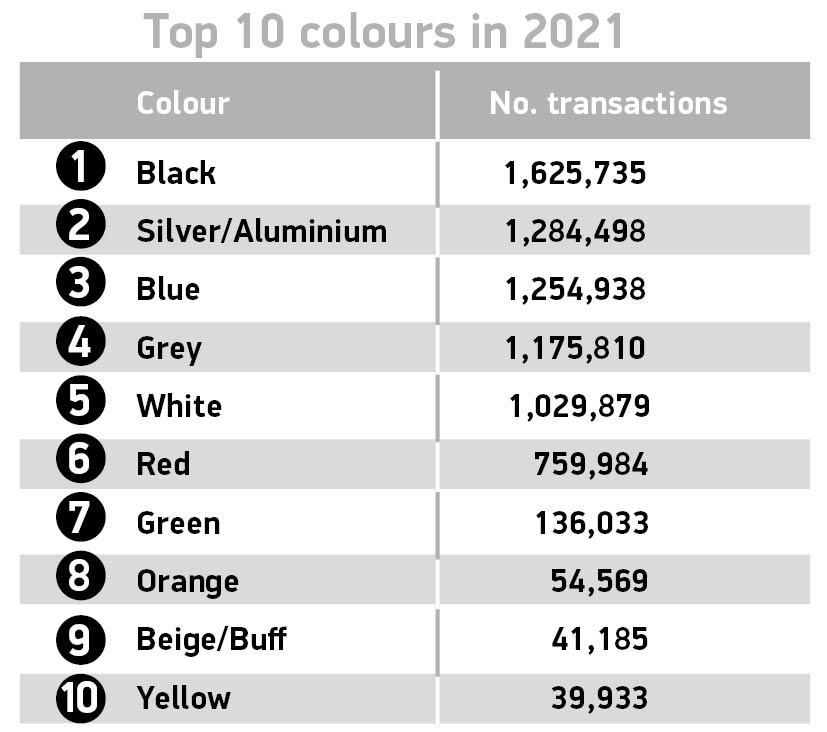 Top 10 colours in 2021
Colour No. transactions
1 Black 1,625,735
2 Silver/Aluminium 1,284,498
3 Blue 1,254,938
4 Grey 1,175,810
5 White 1,029,879
6 Red 759,984
7 Green 136,033
8 Orange 54,569
9 Beige/Buff 41,185
10 Yellow 39,933